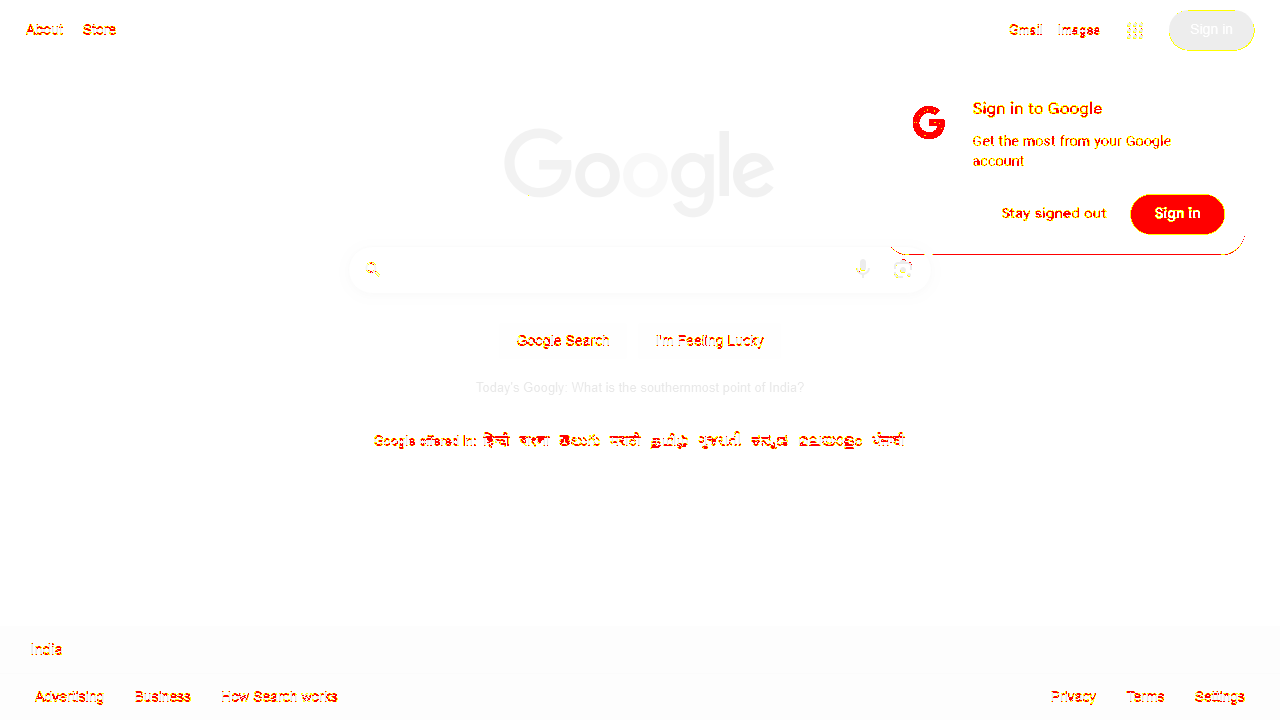 About Store
Gmail Images Sign in
Sign in to Google
Get the most from your Google
account
Stay signed out Sign in
Google
Google Search I'm Feeling Lucky
Today's Googly: What is the southernmost point of India?
Google offered in: हिन्दी বাংলা తెలుగు मराठी தமிழ் ગુજરાતી ಕನ್ನಡ മലയാളം ਪੰਜਾਬੀ
India
Advertising Business How Search works
Privacy Terms Settings